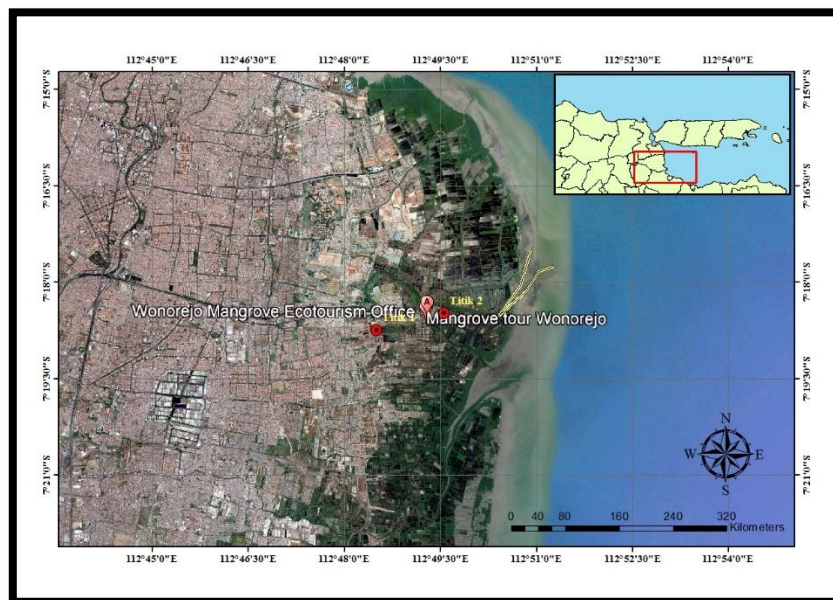 112°45'0"E 112°46'30"E 112°48'0"E 112°49'30"E 112°51'0"E 112°52'30"E 112°54'0"E
7°15'0"S 7°15'0"S
7°16'30"S 7°16'30"S
7°18'0"S 7°18'0"S
A Titik 2
Wonorejo Mangrove Ecotourism Office
Titik 1 Mangrove tour Wonorejo
7°19'30"S 7°19'30"S
N
W E
S
7°21'0"S 7°21'0"S
0 40 80 160 240 320
Kilometers
112°45'0"E 112°46'30"E 112°48'0"E 112°49'30"E 112°51'0"E 112°52'30"E 112°54'0"E